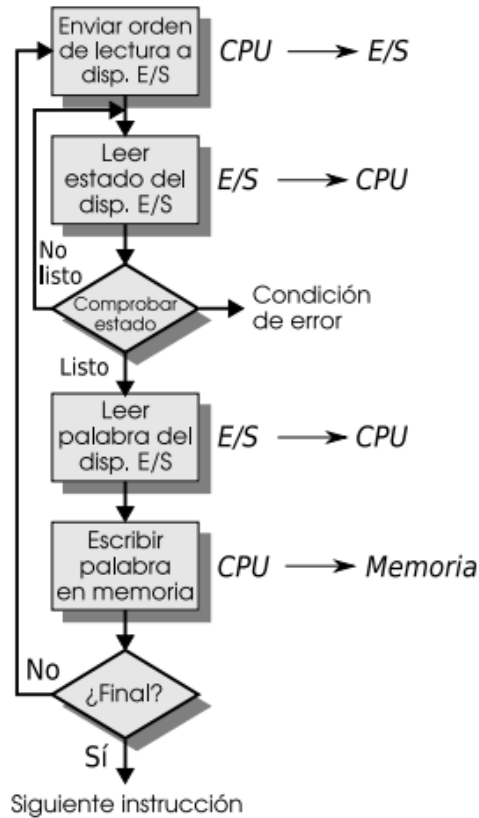 Enviar orden
de lectura a
disp. E/S
CPU → E/S
Leer
estado del
disp. E/S
E/S → CPU
No
listo
Comprobar
estado
Condición
de error
Listo
Leer
palabra del
disp. E/S
E/S → CPU
Escribir
palabra
en memoria
CPU → Memoria
No
¿Final?
Sí
Siguiente instrucción